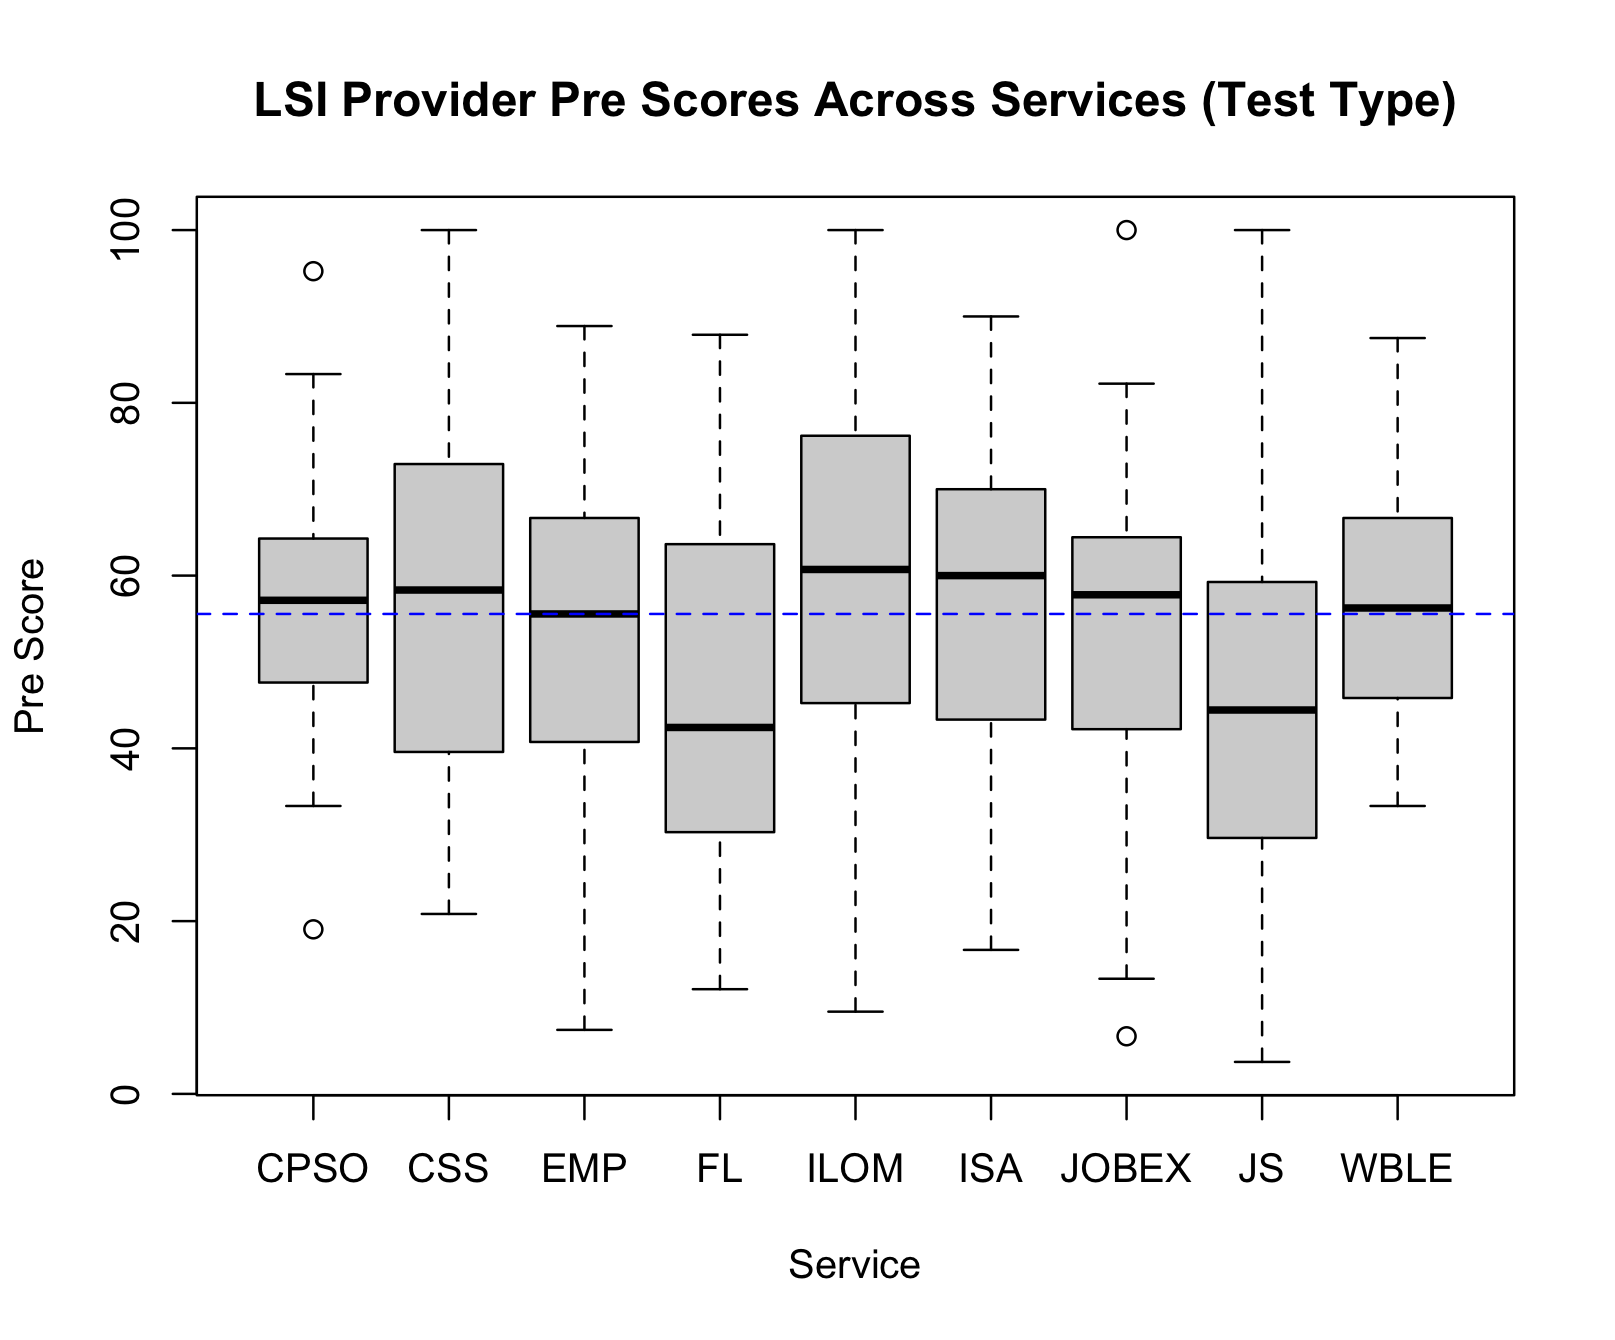 LSI Provider Pre Scores Across Services (Test Type)
Pre Score
100
80
60
40
20
0
CPSO CSS EMP FL ILOM ISA JOBEX JS WBLE
Service